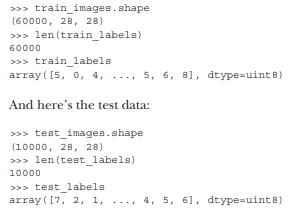 >>> train_images.shape
(60000, 28, 28)
>>> len(train_labels)
60000
>>> train_labels
array([5, 0, 4, ..., 5, 6, 8], dtype=uint8)
And here's the test data:
>>> test_images.shape
(10000, 28, 28)
>>> len(test_labels)
10000
>>> test_labels
array([7, 2, 1, ..., 4, 5, 6], dtype=uint8)